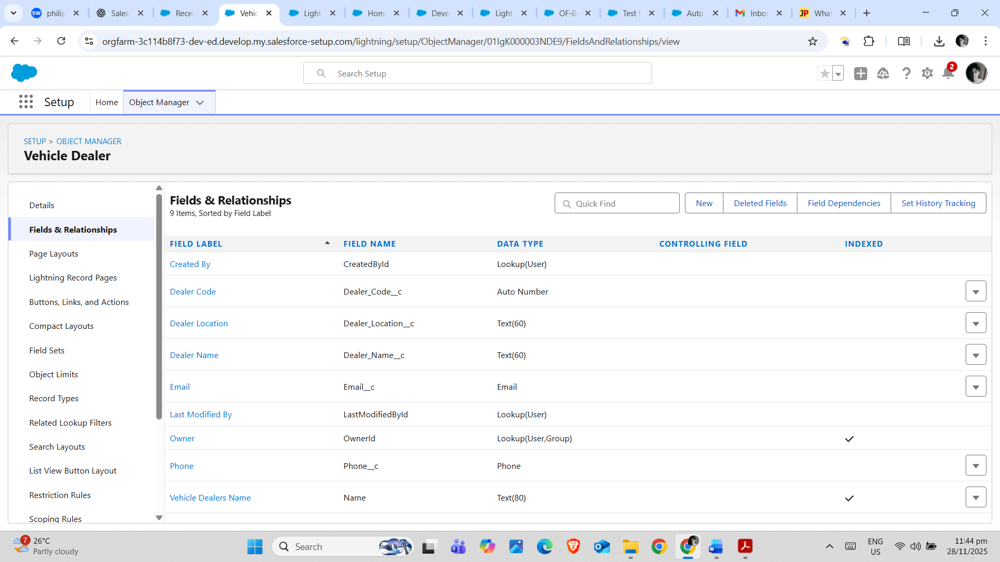 philip
Sales
Recen
Vehic
Light
Home
Deve
Light
OF-0
Test D
Auto
Inbox
JP What
orgfarm-3c114b8f73-dev-ed.develop.my.salesforce-setup.com/lightning/setup/ObjectManager/01IgK000003NDE9/FieldsAndRelationships/view
Search Setup
2
Setup
Home
Object Manager
SETUP > OBJECT MANAGER
Vehicle Dealer
Details
Fields & Relationships
Page Layouts
Lightning Record Pages
Buttons, Links, and Actions
Compact Layouts
Field Sets
Object Limits
Record Types
Related Lookup Filters
Search Layouts
List View Button Layout
Restriction Rules
Scoping Rules
Fields & Relationships
9 Items, Sorted by Field Label
Quick Find
New
Deleted Fields
Field Dependencies
Set History Tracking
FIELD LABEL FIELD NAME DATA TYPE CONTROLLING FIELD INDEXED
Created By CreatedById Lookup(User)
Dealer Code Dealer_Code__c Auto Number
Dealer Location Dealer_Location__c Text(60)
Dealer Name Dealer_Name__c Text(60)
Email Email__c Email
Last Modified By LastModifiedById Lookup(User)
Owner OwnerId Lookup(User,Group)
Phone Phone__c Phone
Vehicle Dealers Name Name Text(80)
7
26°C
Partly cloudy
Search
ENG
US
11:44 pm
28/11/2025